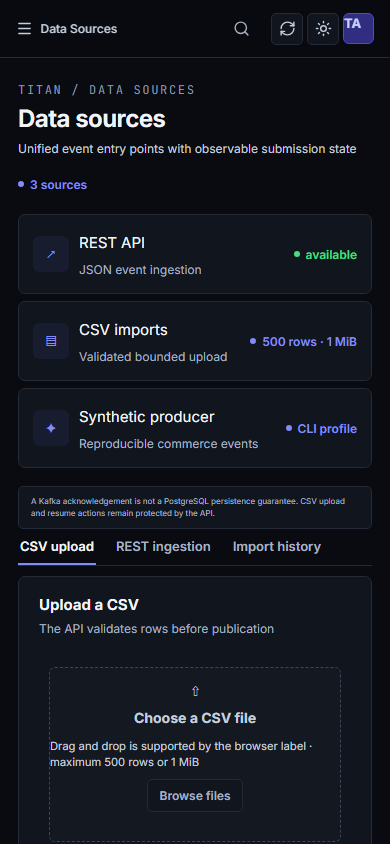 Data Sources
TA
TITAN / DATA SOURCES
Data sources
Unified event entry points with observable submission state
3 sources
REST API
JSON event ingestion
available
CSV imports
Validated bounded upload
500 rows · 1 MiB
Synthetic producer
Reproducible commerce events
CLI profile
A Kafka acknowledgement is not a PostgreSQL persistence guarantee. CSV upload
and resume actions remain protected by the API.
CSV upload REST ingestion Import history
Upload a CSV
The API validates rows before publication
Choose a CSV file
Drag and drop is supported by the browser label ·
maximum 500 rows or 1 MiB
Browse files